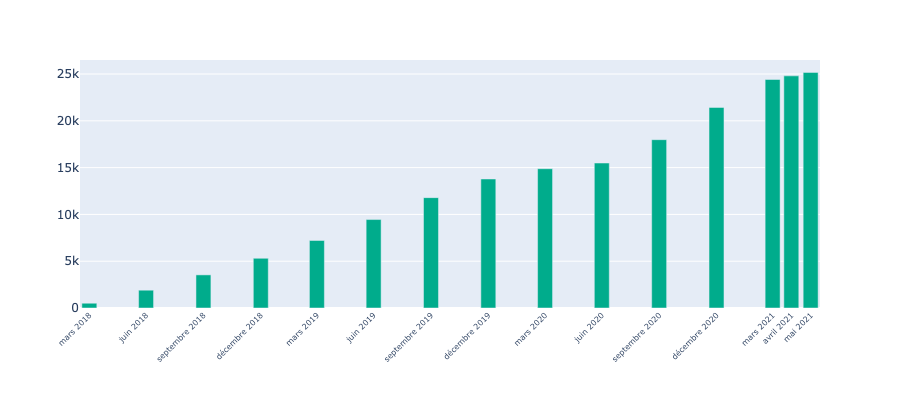 25k
20k
15k
10k
5k
0
mars 2018
juin 2018
septembre 2018
décembre 2018
mars 2019
juin 2019
septembre 2019
décembre 2019
mars 2020
juin 2020
septembre 2020
décembre 2020
mars 2021
avril 2021
mai 2021